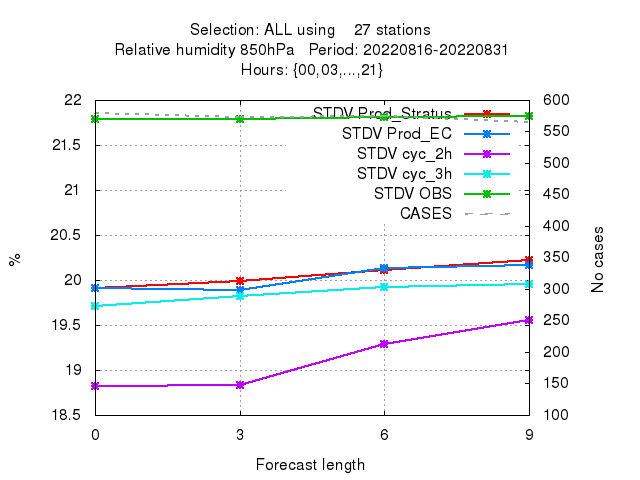 Selection: ALL using 27 stations
Relative humidity 850hPa Period: 20220816-20220831
Hours: {00,03,...,21}
22 600
STDV Prod_Stratus
21.5 550
STDV Prod_EC
STDV cyc_2h
500
STDV cyc_3h
21
STDV OBS 450
CASES
20.5 400
350
% No cases
20 300
19.5 250
200
19 150
18.5 100
0 3 6 9
Forecast length